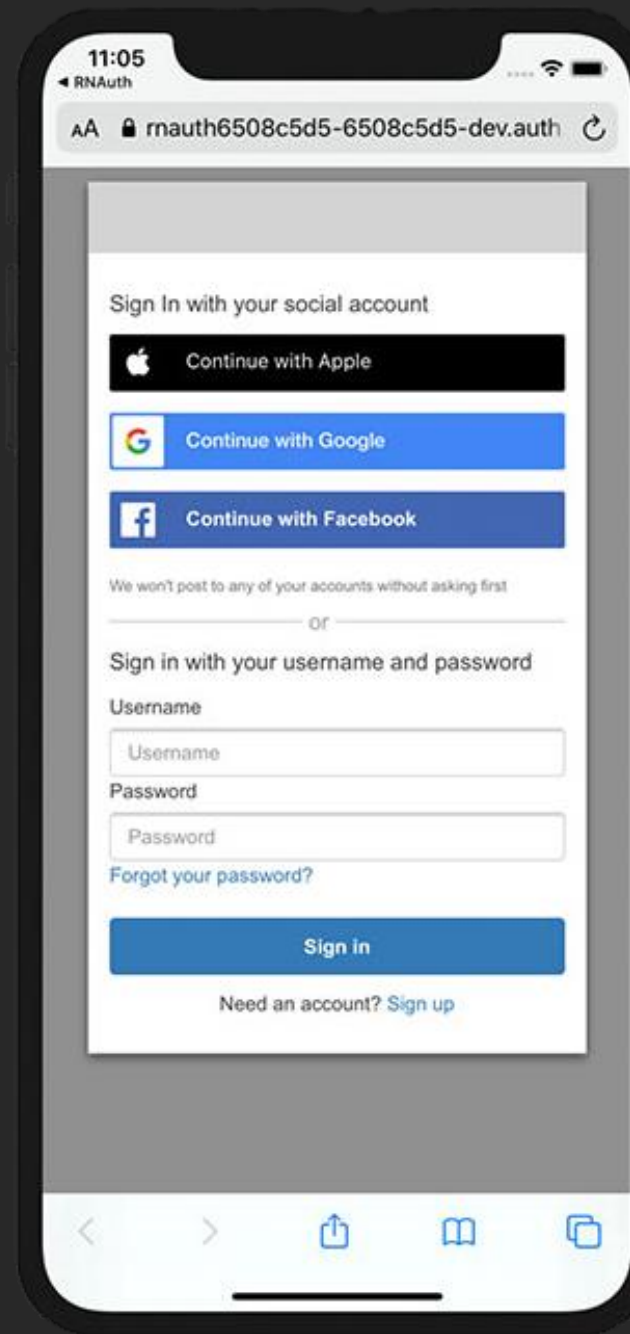 11:05
◀ RNAuth
AA rnauth6508c5d5-6508c5d5-dev.auth
Sign In with your social account
Continue with Apple
G Continue with Google
f Continue with Facebook
We won't post to any of your accounts without asking first
or
Sign in with your username and password
Username
Username
Password
Password
Forgot your password?
Sign in
Need an account? Sign up